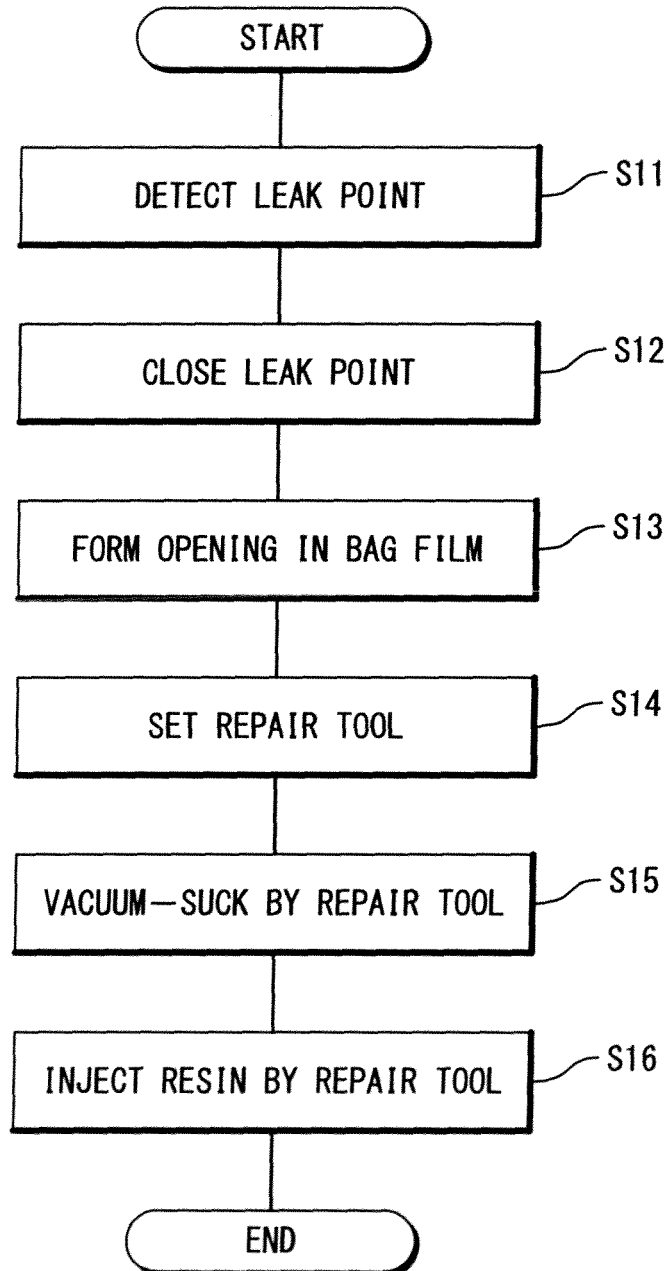 START
DETECT LEAK POINT
S11
CLOSE LEAK POINT
S12
FORM OPENING IN BAG FILM
S13
SET REPAIR TOOL
S14
VACUUM-SUCK BY REPAIR TOOL
S15
INJECT RESIN BY REPAIR TOOL
S16
END